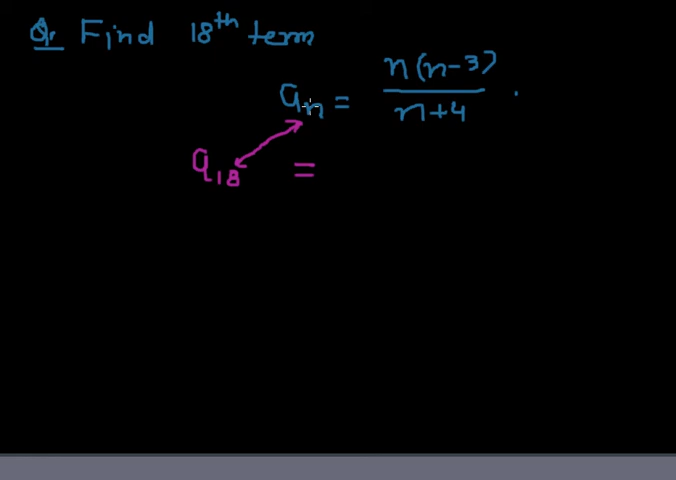 Q. Find 18th term
aₙ = n(n-3)/n+4 .
a₁₈ =